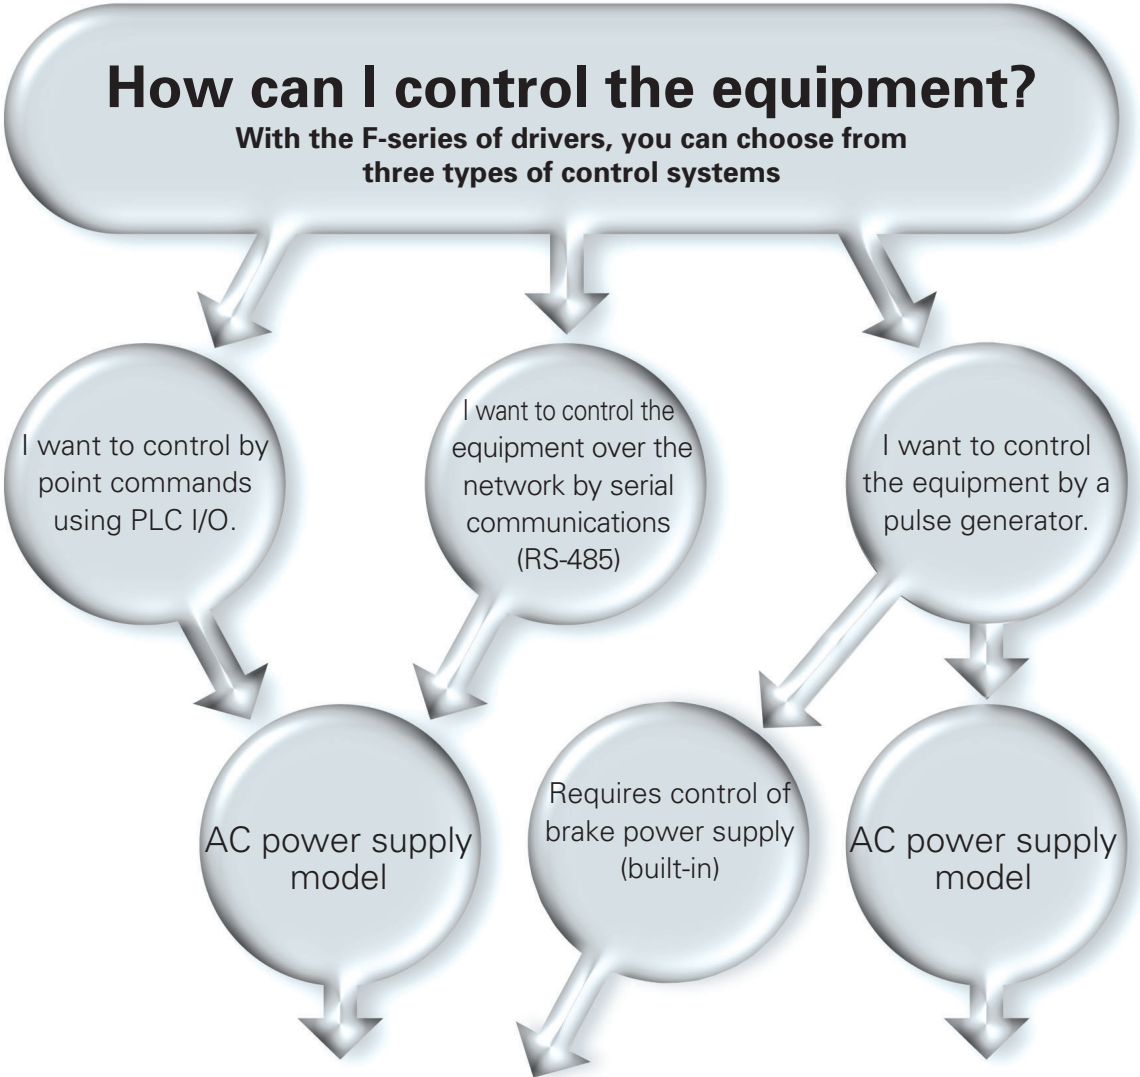 How can I control the equipment?
With the F-series of drivers, you can choose from
three types of control systems
I want to control by
point commands
using PLC I/O.
I want to control the
equipment over the
network by serial
communications
(RS-485)
I want to control
the equipment by a
pulse generator.
AC power supply
model
Requires control of
brake power supply
(built-in)
AC power supply
model